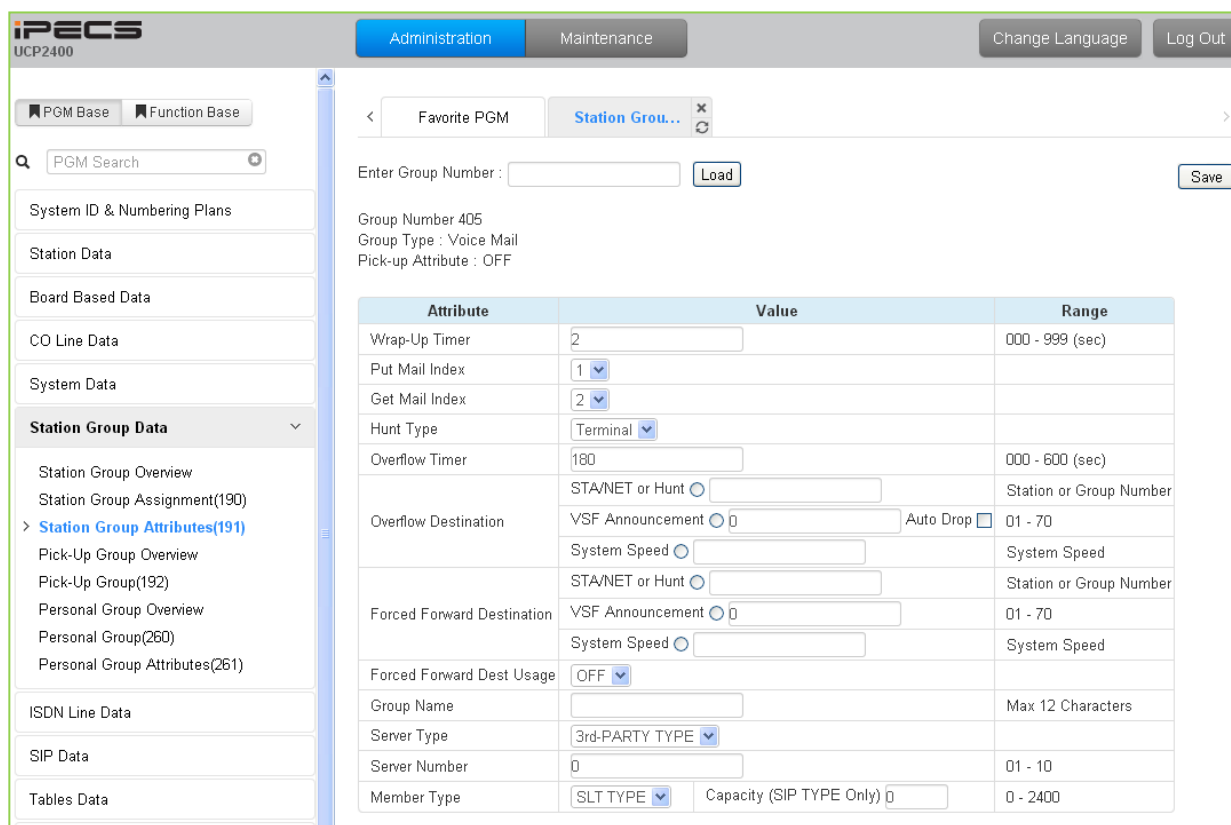 iPECS
UCP2400
Administration
Maintenance
Change Language
Log Out
PGM Base
Function Base
PGM Search
System ID & Numbering Plans
Station Data
Board Based Data
CO Line Data
System Data
Station Group Data
Station Group Overview
Station Group Assignment(190)
> Station Group Attributes(191)
Pick-Up Group Overview
Pick-Up Group(192)
Personal Group Overview
Personal Group(260)
Personal Group Attributes(261)
ISDN Line Data
SIP Data
Tables Data
Favorite PGM
Station Grou...
Enter Group Number :
Load
Save
Group Number 405
Group Type : Voice Mail
Pick-up Attribute : OFF
Attribute Value Range
Wrap-Up Timer 2 000 - 999 (sec)
Put Mail Index 1
Get Mail Index 2
Hunt Type Terminal
Overflow Timer 180 000 - 600 (sec)
Overflow Destination
STA/NET or Hunt Station or Group Number
VSF Announcement 0 Auto Drop 01 - 70
System Speed System Speed
Forced Forward Destination
STA/NET or Hunt Station or Group Number
VSF Announcement 0 01 - 70
System Speed System Speed
Forced Forward Dest Usage OFF
Group Name Max 12 Characters
Server Type 3rd-PARTY TYPE
Server Number 0 01 - 10
Member Type SLT TYPE Capacity (SIP TYPE Only) 0 0 - 2400